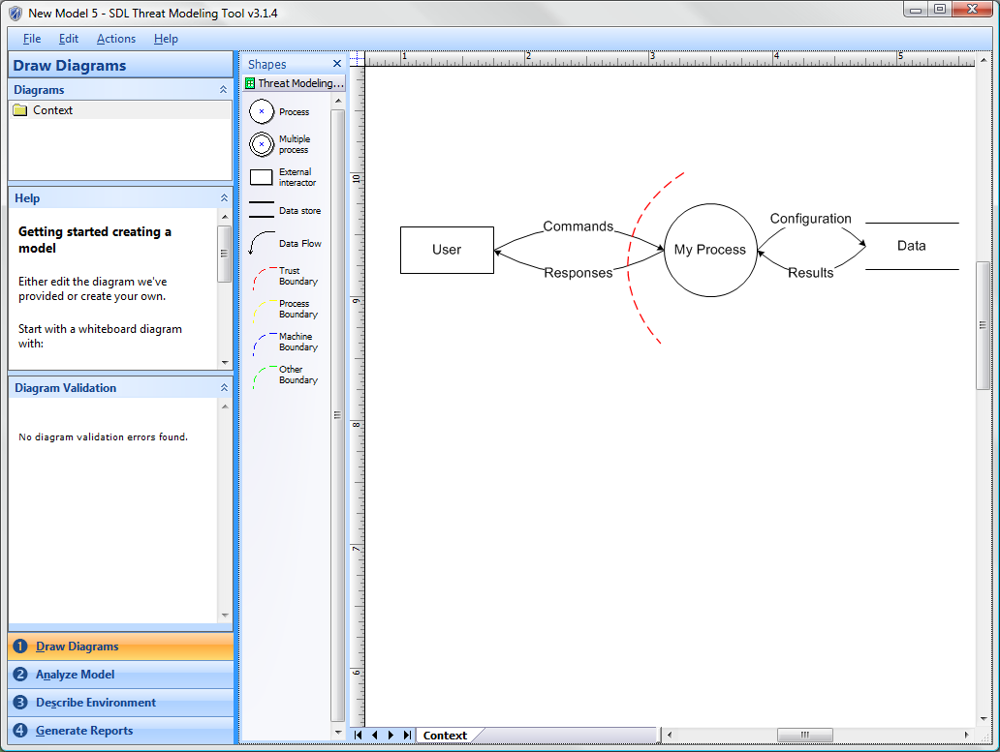 New Model 5 - SDL Threat Modeling Tool v3.1.4
File Edit Actions Help
Draw Diagrams
Diagrams
Context
Help
Getting started creating a
model
Either edit the diagram we've
provided or create your own.
Start with a whiteboard diagram
with:
Diagram Validation
No diagram validation errors found.
1 Draw Diagrams
2 Analyze Model
3 Describe Environment
4 Generate Reports
Shapes
Threat Modeling...
Process
Multiple
process
External
interactor
Data store
Data Flow
Trust
Boundary
Process
Boundary
Machine
Boundary
Other
Boundary
1 2 3 4 5
10
9
8
7
6
User
Commands
Responses
My Process
Configuration
Results
Data
Context